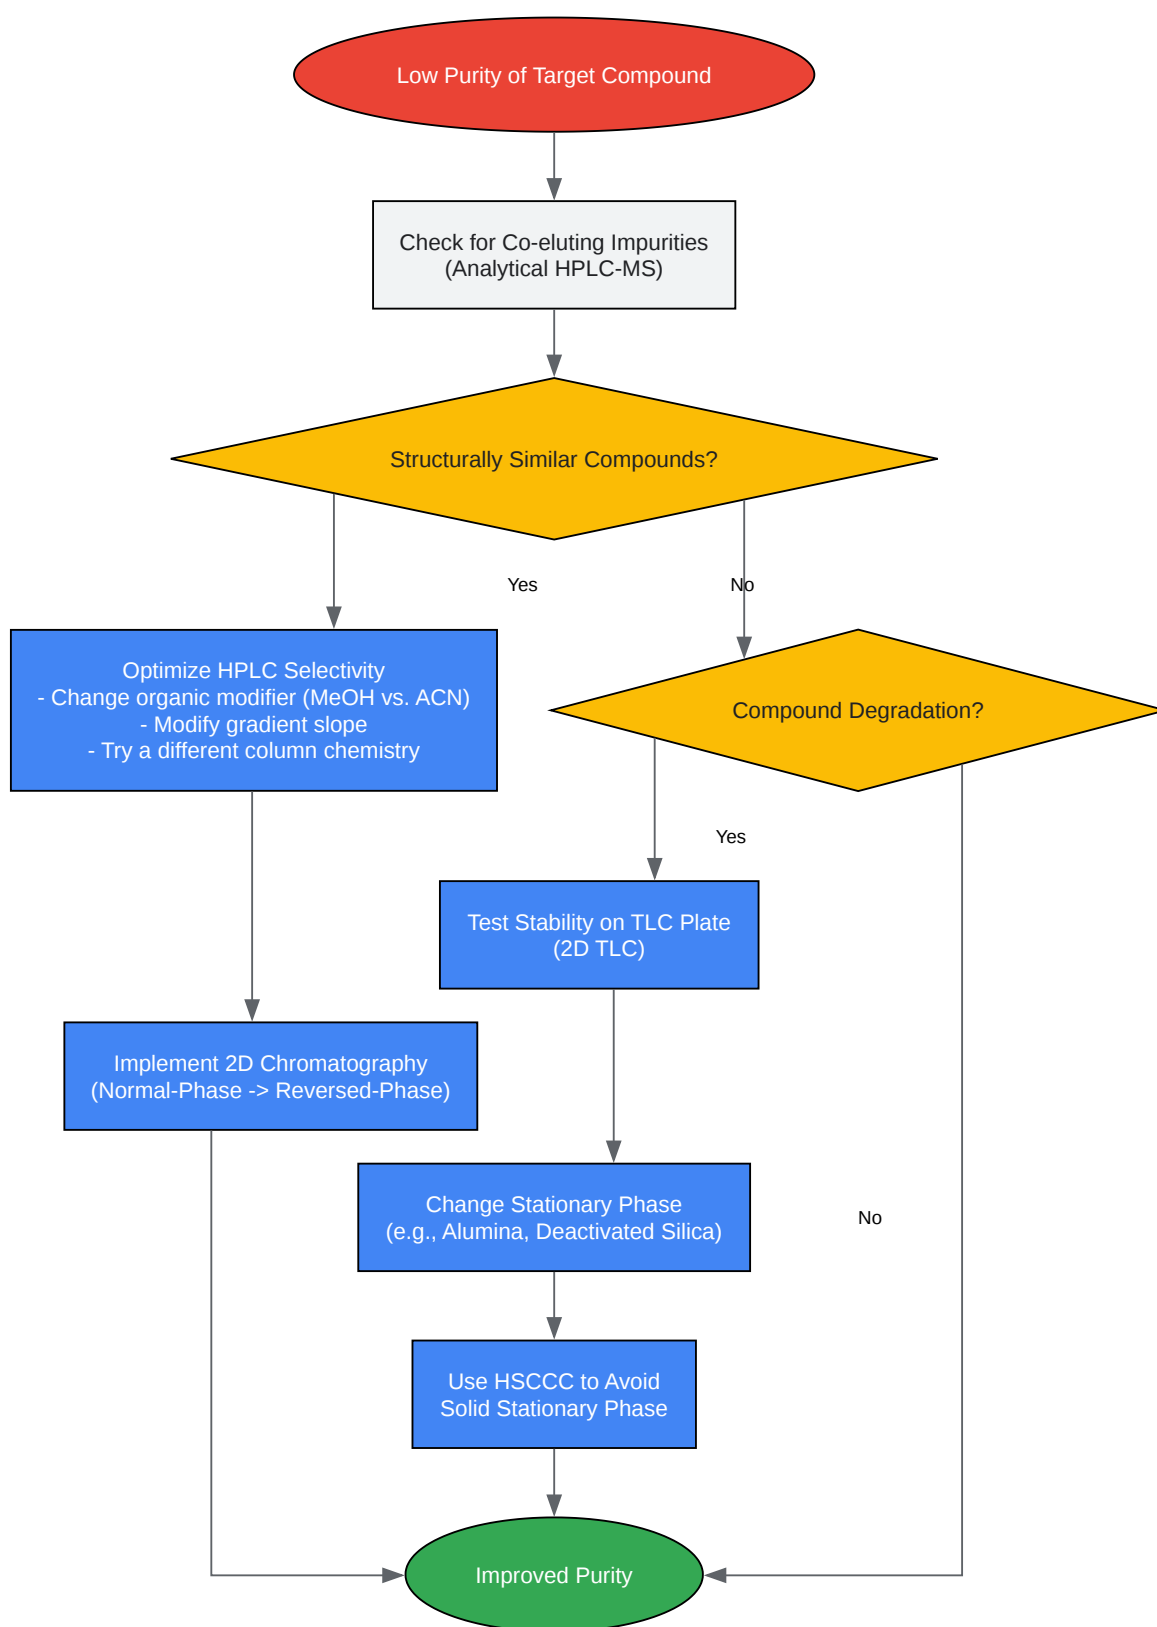 Low Purity of Target Compound
Check for Co-eluting Impurities
(Analytical HPLC-MS)
Structurally Similar Compounds?
Yes
No
Optimize HPLC Selectivity
- Change organic modifier (MeOH vs. ACN)
- Modify gradient slope
- Try a different column chemistry
Compound Degradation?
Yes
Test Stability on TLC Plate
(2D TLC)
Implement 2D Chromatography
(Normal-Phase -> Reversed-Phase)
Change Stationary Phase
(e.g., Alumina, Deactivated Silica)
No
Use HSCCC to Avoid
Solid Stationary Phase
Improved Purity